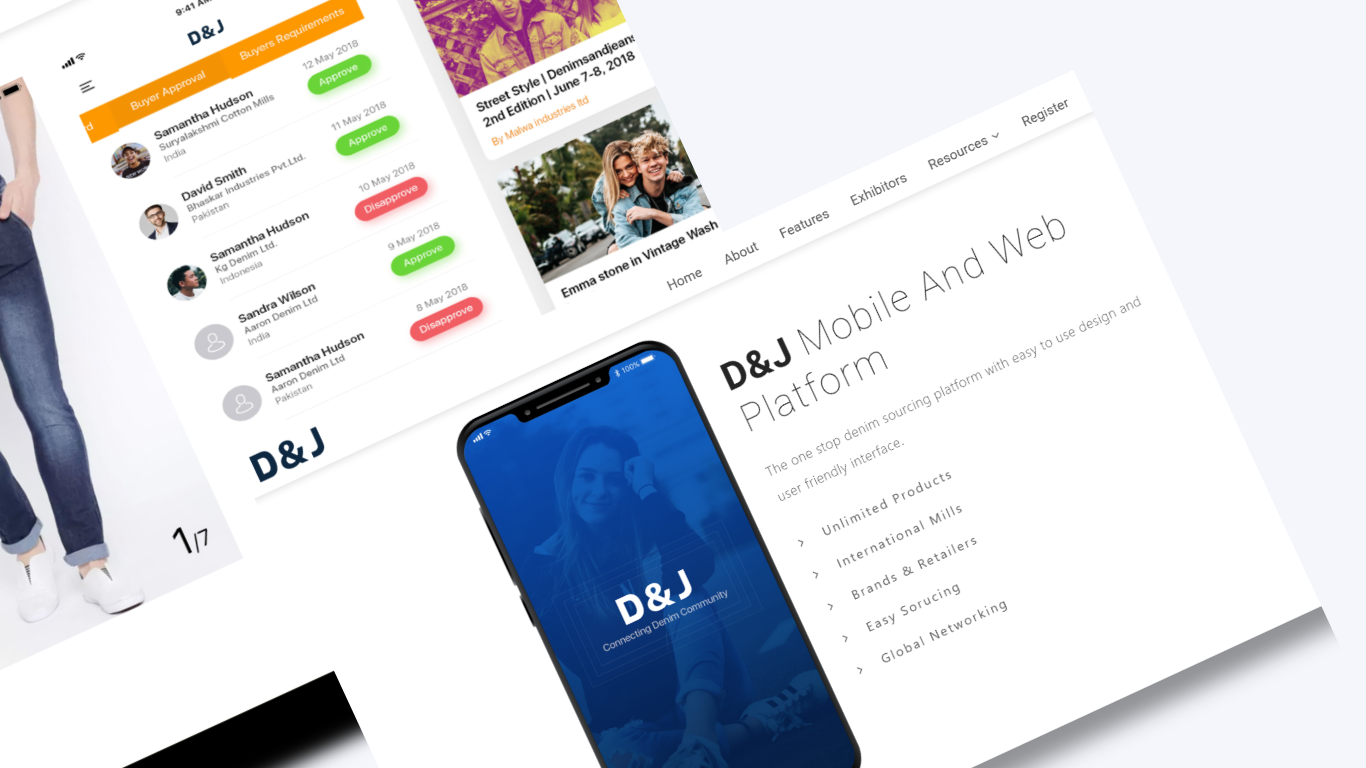 9:41 AM
D&J
Buyer Approval
Buyers Requirements
d
Samantha Hudson
Suryalakshmi Cotton Mills
India
12 May 2018
Approve
David Smith
Bhaskar Industries Pvt.Ltd.
Pakistan
11 May 2018
Approve
Samantha Hudson
Kg Denim Ltd.
Indonesia
10 May 2018
Disapprove
Sandra Wilson
Aaron Denim Ltd
India
9 May 2018
Approve
Samantha Hudson
Aaron Denim Ltd
Pakistan
8 May 2018
Disapprove
D&J
1/7
Street Style | Denimsandjeans
2nd Edition | June 7-8, 2018
By Malwa industries ltd
Emma stone in Vintage Wash
Home
About
Features
Exhibitors
Resources
Register
D&J Mobile And Web
Platform
The one stop denim sourcing platform with easy to use design and
user friendly interface.
Unlimited Products
International Mills
Brands & Retailers
Easy Sorucing
Global Networking
100%
D&J
Connecting Denim Community